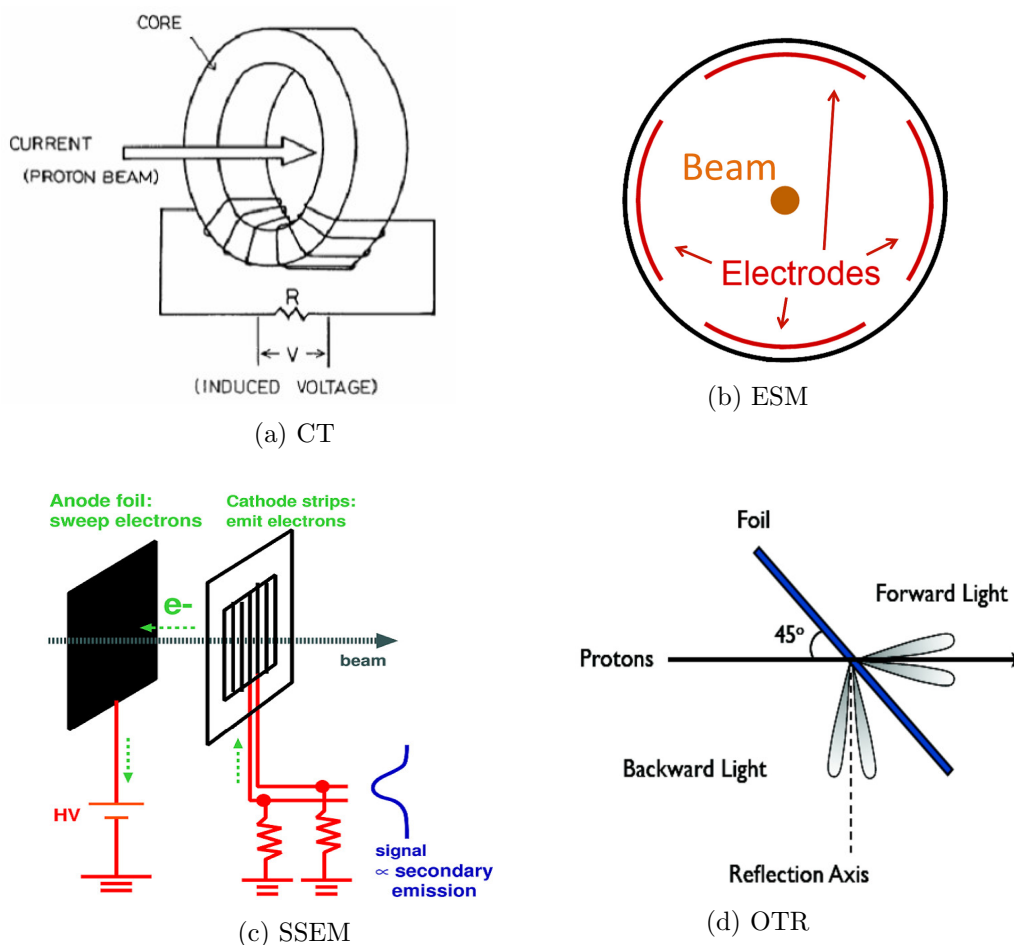 CORE
CURRENT
(PROTON BEAM)
R
V
(INDUCED VOLTAGE)
(a) CT
Beam
Electrodes
(b) ESM
Anode foil:
sweep electrons
Cathode strips:
emit electrons
e-
beam
HV
signal
∝ secondary
emission
(c) SSEM
Foil
Forward Light
45°
Protons
Backward Light
Reflection Axis
(d) OTR